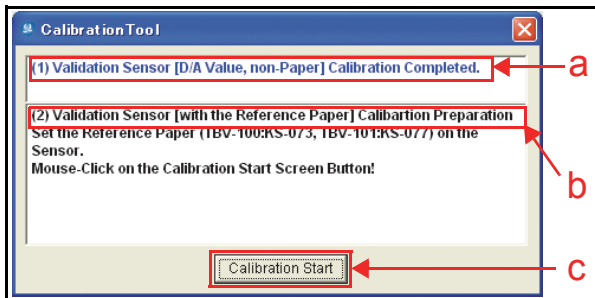 CalibrationTool
(1) Validation Sensor [D/A Value, non-Paper] Calibration Completed.
a
(2) Validation Sensor [with the Reference Paper] Calibartion Preparation
Set the Reference Paper (TBV-100:KS-073, TBV-101:KS-077) on the
Sensor.
Mouse-Click on the Calibration Start Screen Button!
b
Calibration Start
c